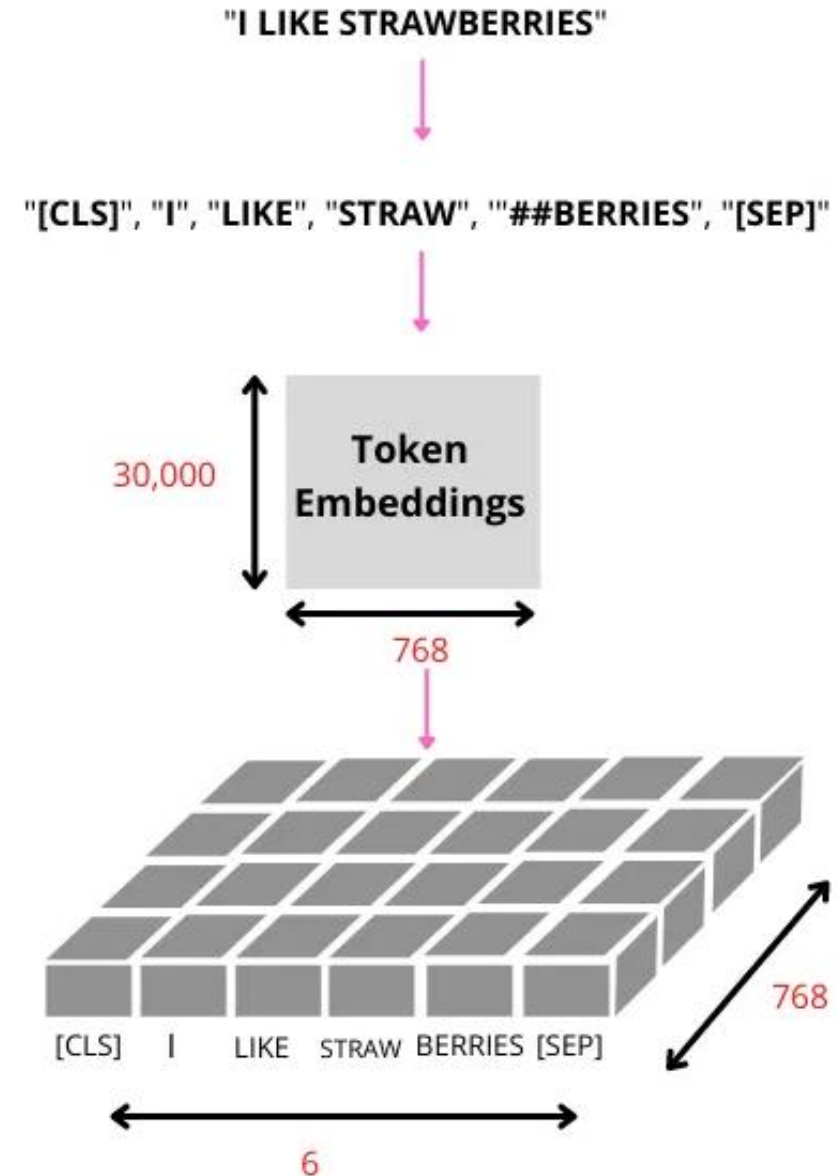 "I LIKE STRAWBERRIES"
"[CLS]", "I", "LIKE", "STRAW", '"##BERRIES", "[SEP]"
30,000
Token
Embeddings
768
768
[CLS] I LIKE STRAW BERRIES [SEP]
6